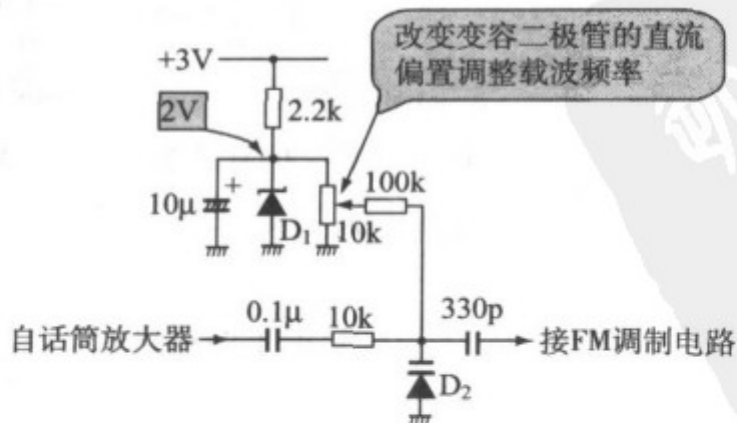 改变变容二极管的直流
偏置调整载波频率
+3V
2V
2.2k
100k
10μ
+
D₁
10k
0.1μ
10k
330p
自话筒放大器
接FM调制电路
D₂